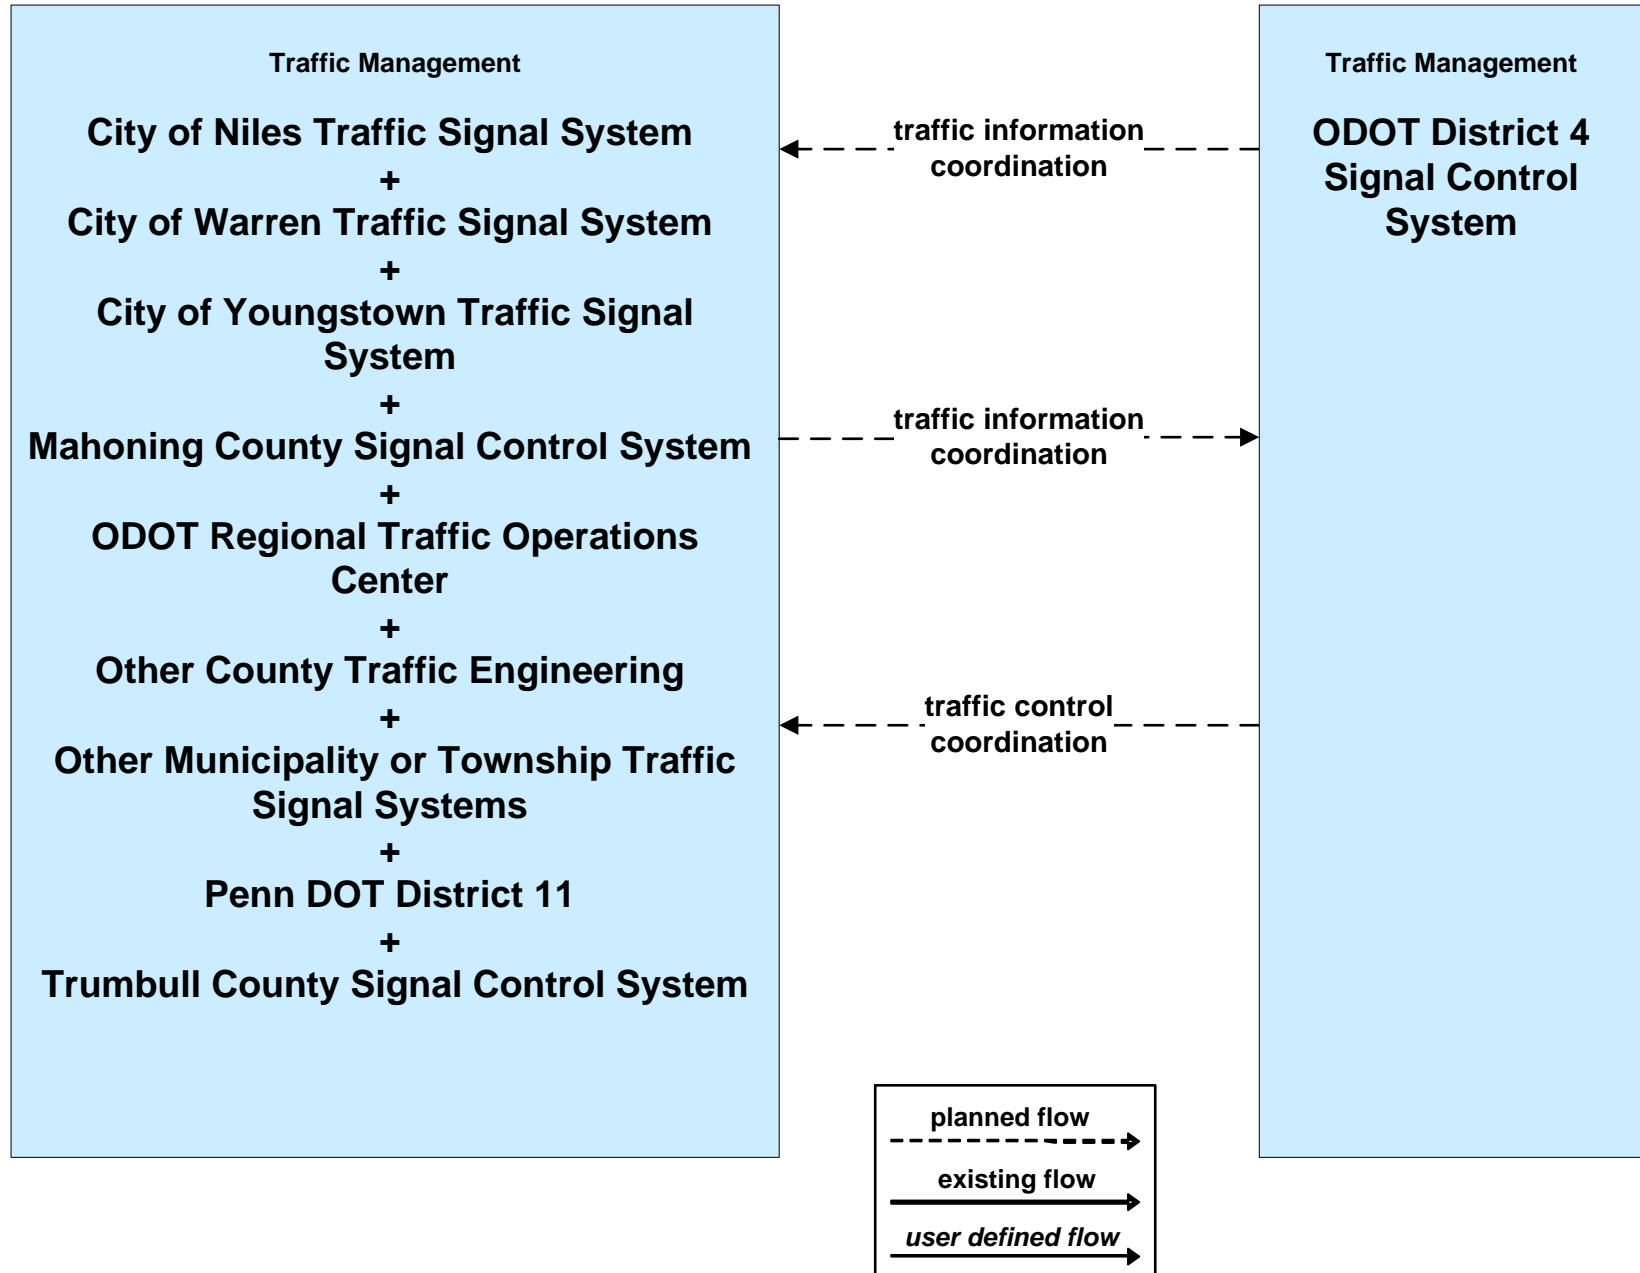 Traffic Management
City of Niles Traffic Signal System
+
City of Warren Traffic Signal System
+
City of Youngstown Traffic Signal
System
+
Mahoning County Signal Control System
+
ODOT Regional Traffic Operations
Center
+
Other County Traffic Engineering
+
Other Municipality or Township Traffic
Signal Systems
+
Penn DOT District 11
+
Trumbull County Signal Control System
traffic information
coordination
traffic information
coordination
traffic control
coordination
Traffic Management
ODOT District 4
Signal Control
System
planned flow
existing flow
user defined flow